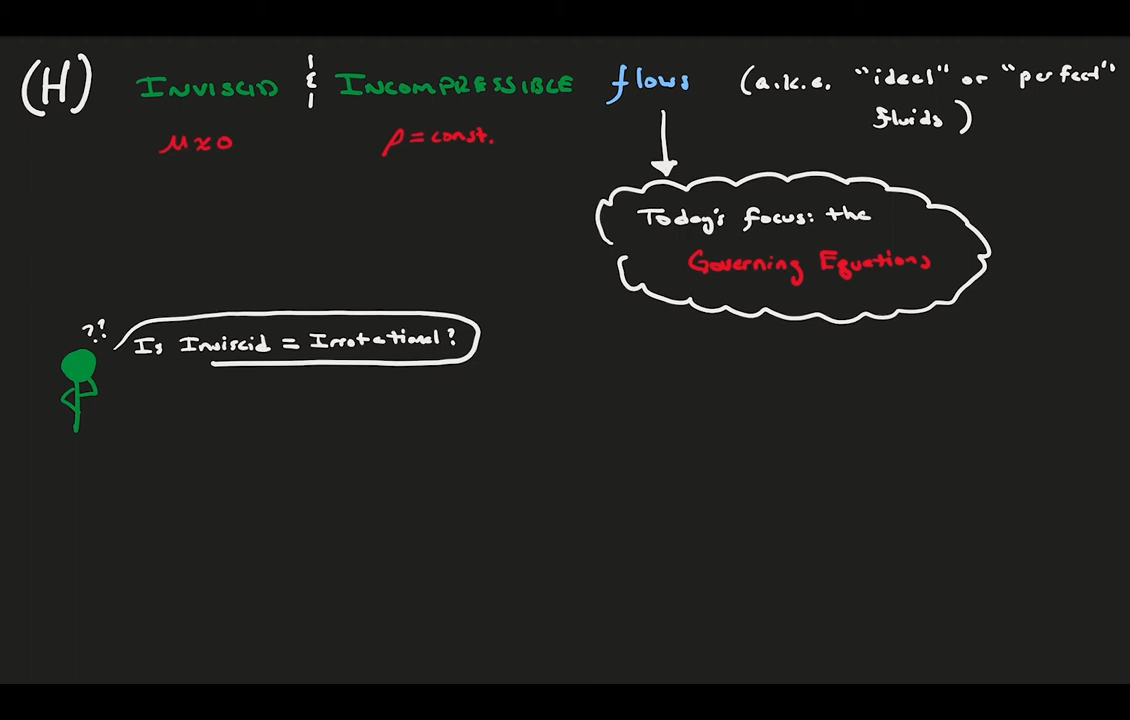 (H) INVISCID & INCOMPRESSIBLE flows (a.k.a. "ideal" or "perfect"
fluids)
μ≈0 ρ = const.
Today's focus: the
Governing Equations
??
Is Inviscid = Irrotational?